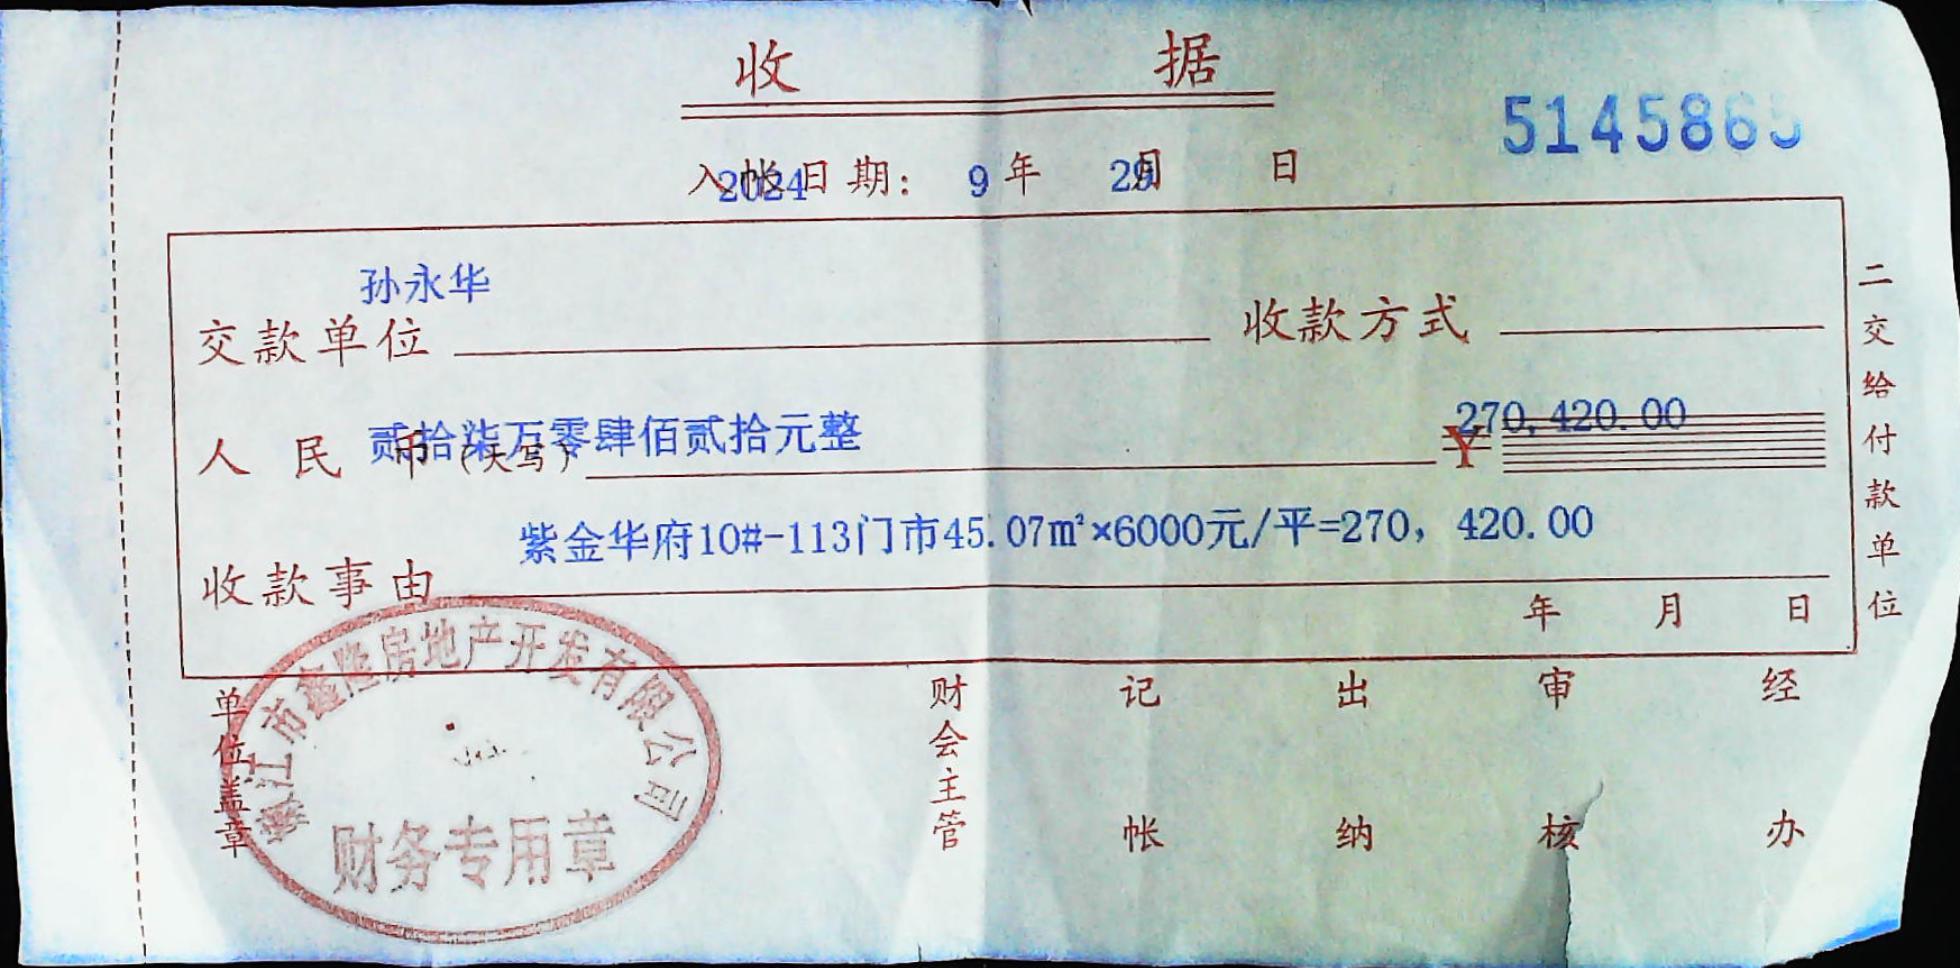 收 据
5145865
入帐日期： 2024 年 9 月 29 日
孙永华
交款单位 收款方式
人民币（大写） 贰拾柒万零肆佰贰拾元整 ¥ 270,420.00
收款事由 紫金华府10#-113门市45.07m²×6000元/平=270，420.00
年 月 日
二交给付款单位
单位盖章 财会主管 记帐 出纳 审核 经办
江市鑫隆房地产开发有限公司
财务专用章